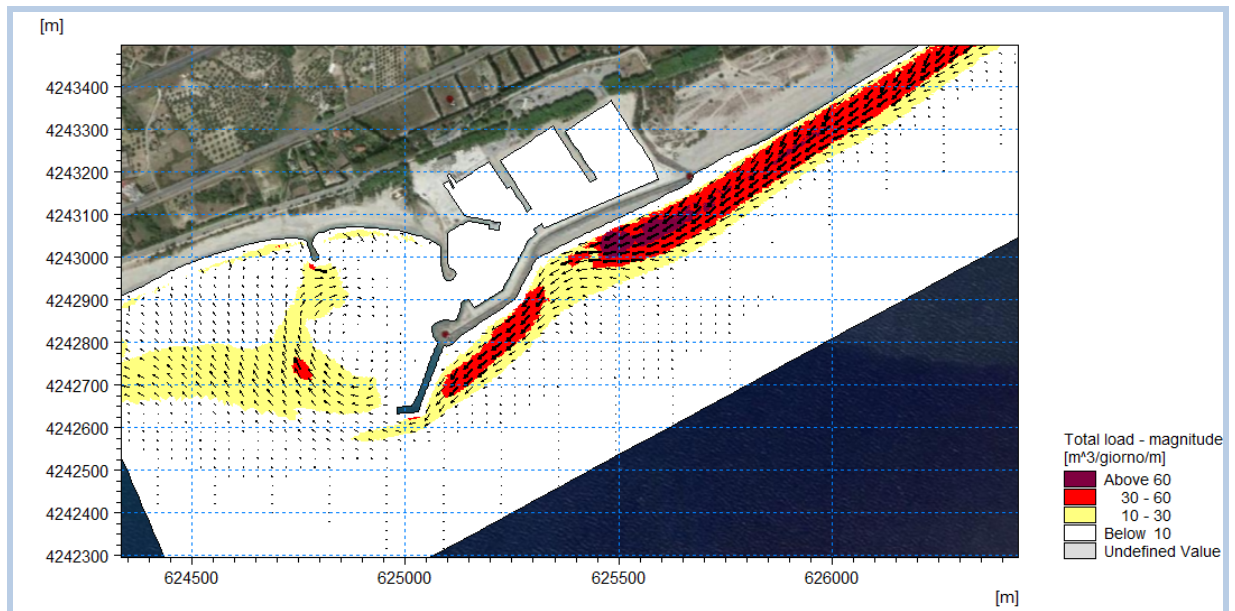 [m]
4243400
4243300
4243200
4243100
4243000
4242900
4242800
4242700
4242600
4242500
4242400
4242300
624500 625000 625500 626000
[m]
Total load - magnitude
[m^3/giorno/m]
Above 60
30 - 60
10 - 30
Below 10
Undefined Value